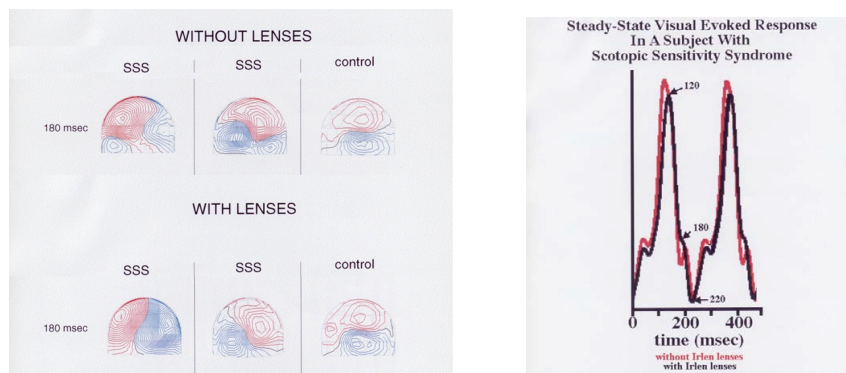 WITHOUT LENSES
SSS SSS control
180 msec
WITH LENSES
SSS SSS control
180 msec
Steady-State Visual Evoked Response
In A Subject With
Scotopic Sensitivity Syndrome
120
180
220
0 200 400
time (msec)
without Irlen lenses
with Irlen lenses